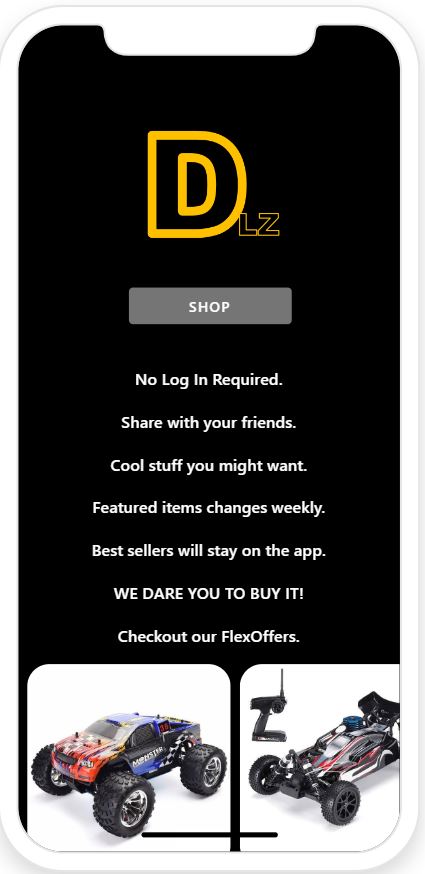 D
LZ
SHOP
No Log In Required.
Share with your friends.
Cool stuff you might want.
Featured items changes weekly.
Best sellers will stay on the app.
WE DARE YOU TO BUY IT!
Checkout our FlexOffers.
MONSTER